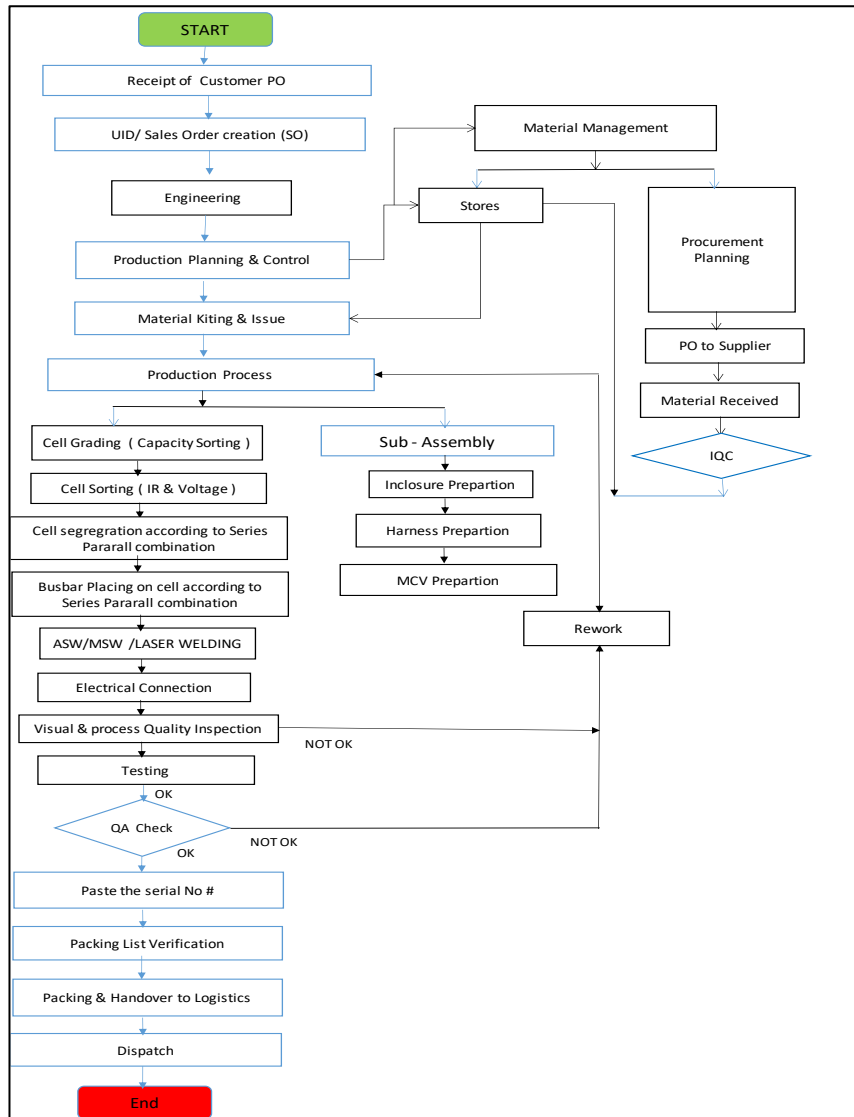 START
Receipt of Customer PO
UID/ Sales Order creation (SO)
Engineering
Production Planning & Control
Material Kiting & Issue
Production Process
Material Management
Stores
Procurement
Planning
PO to Supplier
Material Received
IQC
Cell Grading ( Capacity Sorting )
Cell Sorting ( IR & Voltage )
Cell segregration according to Series
Pararall combination
Busbar Placing on cell according to
Series Pararall combination
ASW/MSW /LASER WELDING
Electrical Connection
Visual & process Quality Inspection
NOT OK
Testing
OK
QA Check
NOT OK
OK
Sub - Assembly
Inclosure Prepartion
Harness Prepartion
MCV Prepartion
Rework
Paste the serial No #
Packing List Verification
Packing & Handover to Logistics
Dispatch
End